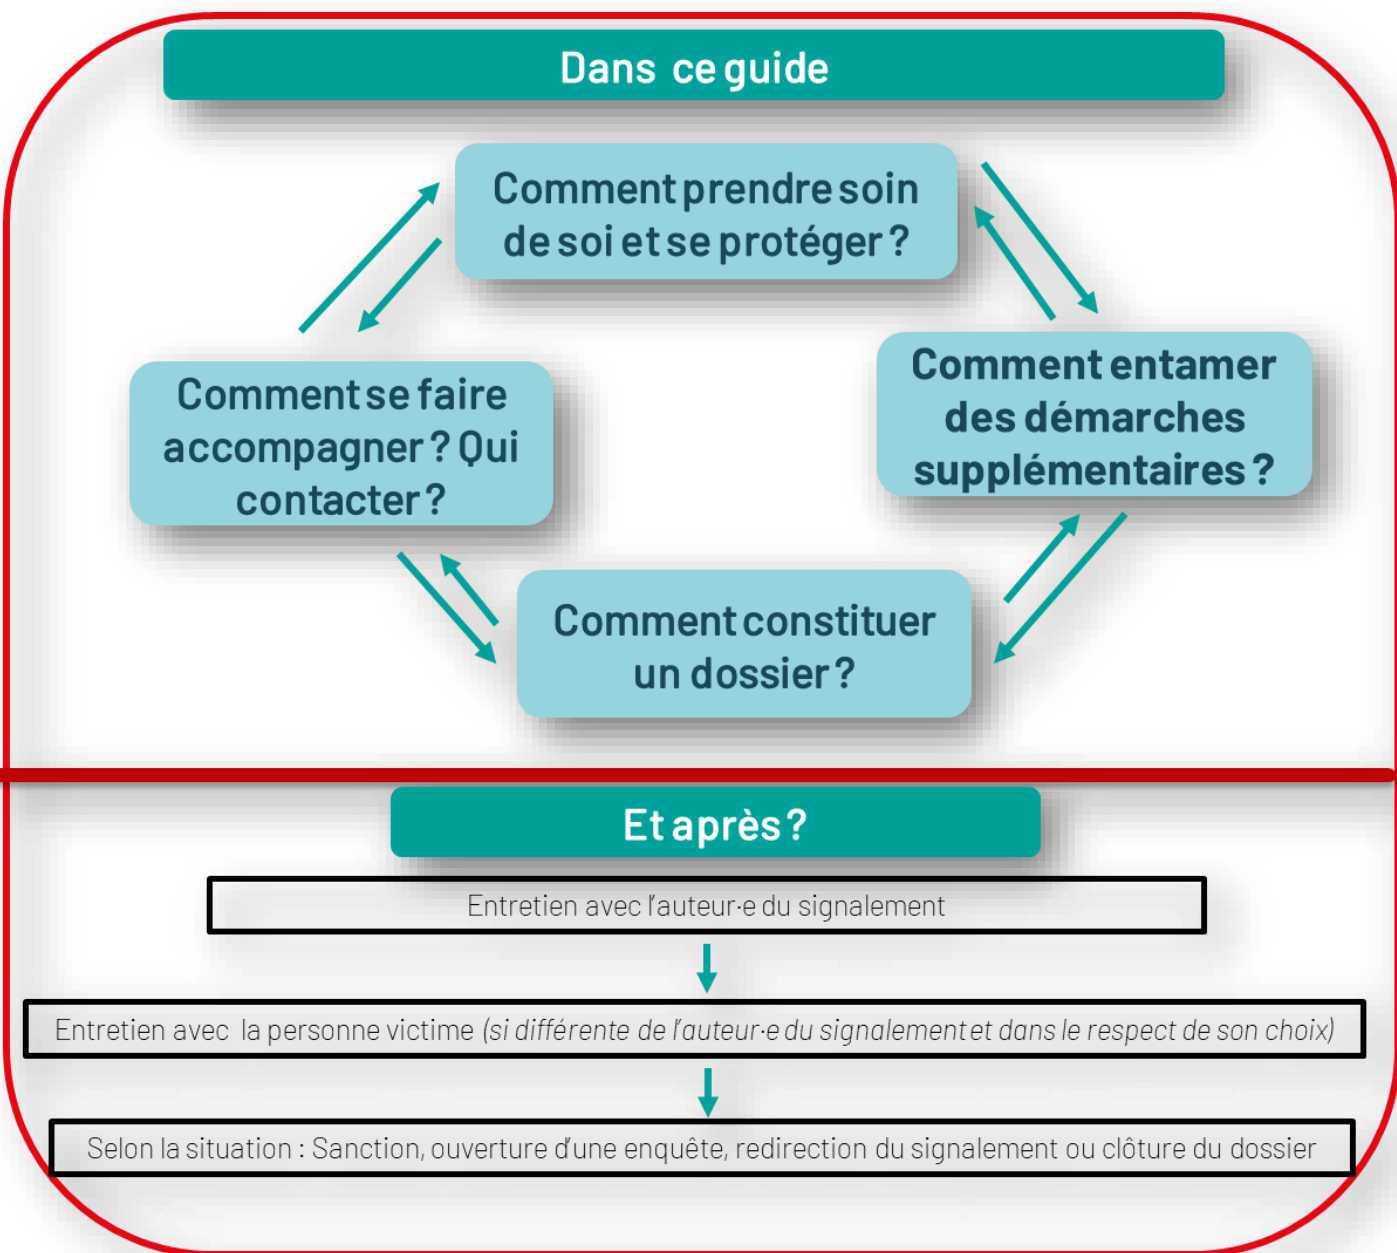 Dans ce guide
Comment prendre soin
de soi et se protéger ?
Comment se faire
accompagner ? Qui
contacter ?
Comment entamer
des démarches
supplémentaires ?
Comment constituer
un dossier ?
Et après ?
Entretien avec l'auteur·e du signalement
Entretien avec la personne victime (si différente de l'auteur·e du signalement et dans le respect de son choix)
Selon la situation : Sanction, ouverture d'une enquête, redirection du signalement ou clôture du dossier